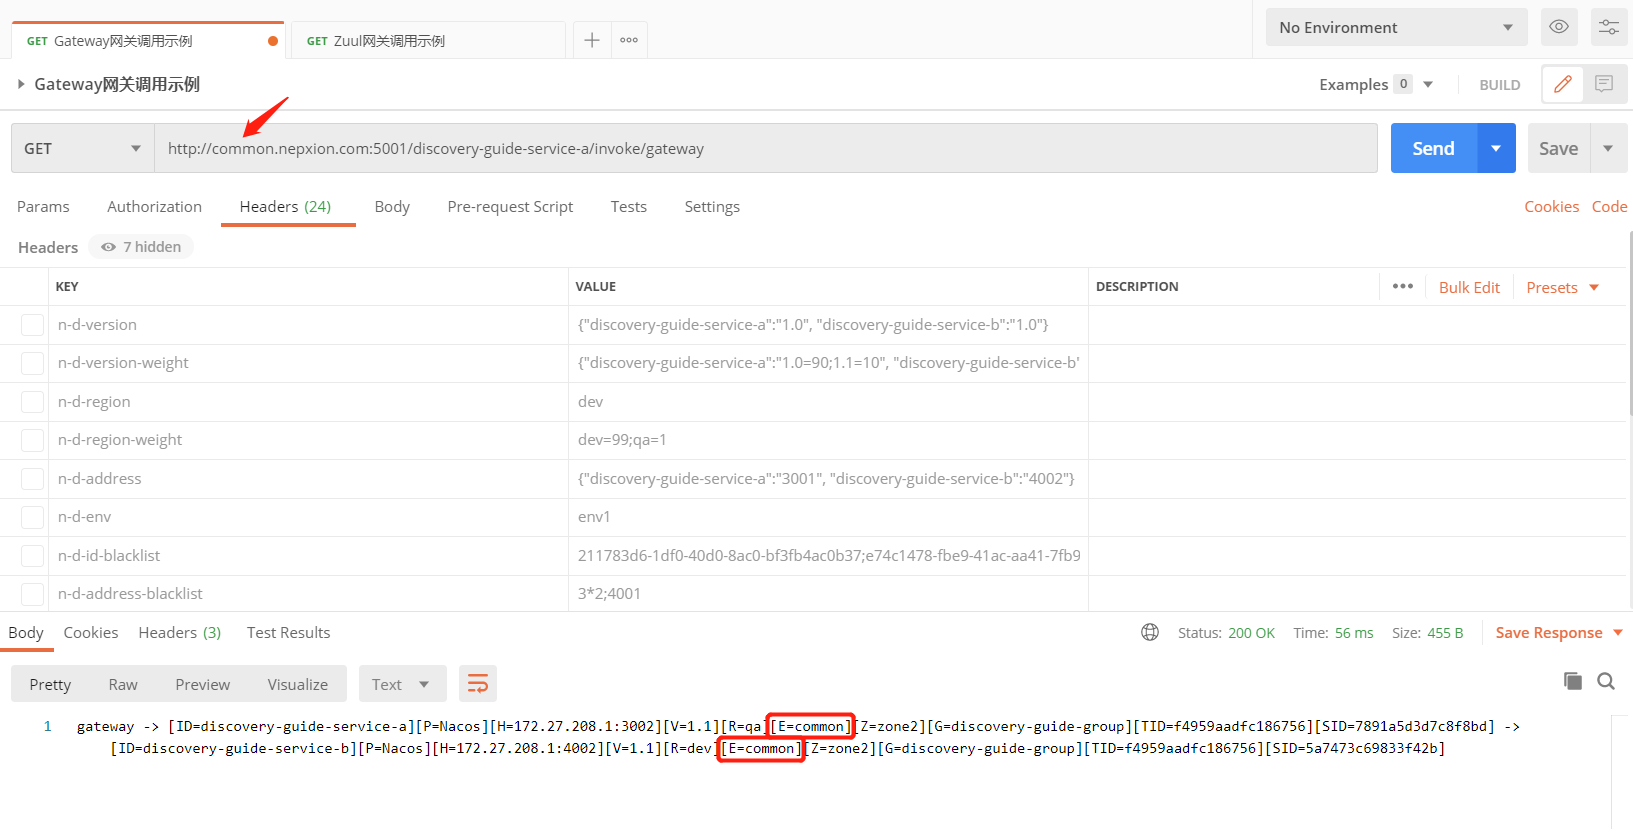 GET Gateway网关调用示例 GET Zuul网关调用示例 No Environment
Gateway网关调用示例 Examples 0 BUILD
GET http://common.nepxion.com:5001/discovery-guide-service-a/invoke/gateway Send Save
Params Authorization Headers (24) Body Pre-request Script Tests Settings Cookies Code
Headers 7 hidden
KEY VALUE DESCRIPTION Bulk Edit Presets
n-d-version {"discovery-guide-service-a":"1.0", "discovery-guide-service-b":"1.0"}
n-d-version-weight {"discovery-guide-service-a":"1.0=90;1.1=10", "discovery-guide-service-b"
n-d-region dev
n-d-region-weight dev=99;qa=1
n-d-address {"discovery-guide-service-a":"3001", "discovery-guide-service-b":"4002"}
n-d-env env1
n-d-id-blacklist 211783d6-1df0-40d0-8ac0-bf3fb4ac0b37;e74c1478-fbe9-41ac-aa41-7fb9
n-d-address-blacklist 3*2;4001
Body Cookies Headers (3) Test Results Status: 200 OK Time: 56 ms Size: 455 B Save Response
Pretty Raw Preview Visualize Text
1 gateway -> [ID=discovery-guide-service-a][P=Nacos][H=172.27.208.1:3002][V=1.1][R=qa][E=common][Z=zone2][G=discovery-guide-group][TID=f4959aadfc186756][SID=7891a5d3d7c8f8bd] ->
[ID=discovery-guide-service-b][P=Nacos][H=172.27.208.1:4002][V=1.1][R=dev][E=common][Z=zone2][G=discovery-guide-group][TID=f4959aadfc186756][SID=5a7473c69833f42b]